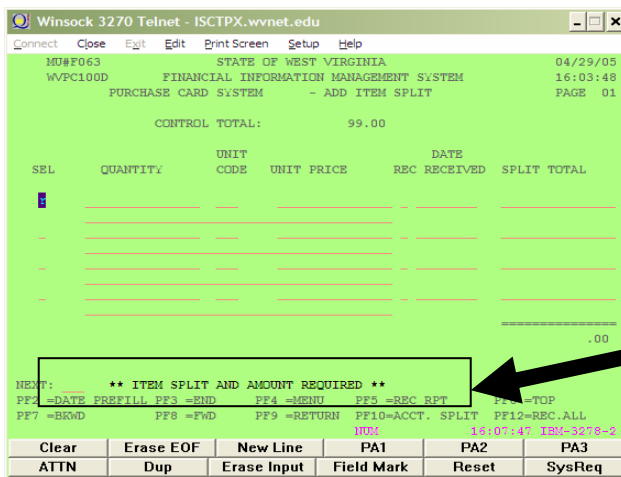 Winsock 3270 Telnet - ISCTPX.wvnet.edu
Connect Close Exit Edit Print Screen Setup Help
MU#F063 STATE OF WEST VIRGINIA 04/29/05
WVPC100D FINANCIAL INFORMATION MANAGEMENT SYSTEM 16:03:48
PURCHASE CARD SYSTEM - ADD ITEM SPLIT PAGE 01
CONTROL TOTAL: 99.00
UNIT DATE
SEL QUANTITY CODE UNIT PRICE REC RECEIVED SPLIT TOTAL
r
.00
NEXT: ** ITEM SPLIT AND AMOUNT REQUIRED **
PF2 =DATE PREFILL PF3 =END PF4 =MENU PF5 =REC RPT =TOP
PF7 =BKWD PF8 =FWD PF9 =RETURN PF10=ACCT. SPLIT PF12=REC.ALL
NUM 16:07:47 IBM-3278-2
Clear Erase EOF New Line PA1 PA2 PA3
ATTN Dup Erase Input Field Mark Reset SysReq